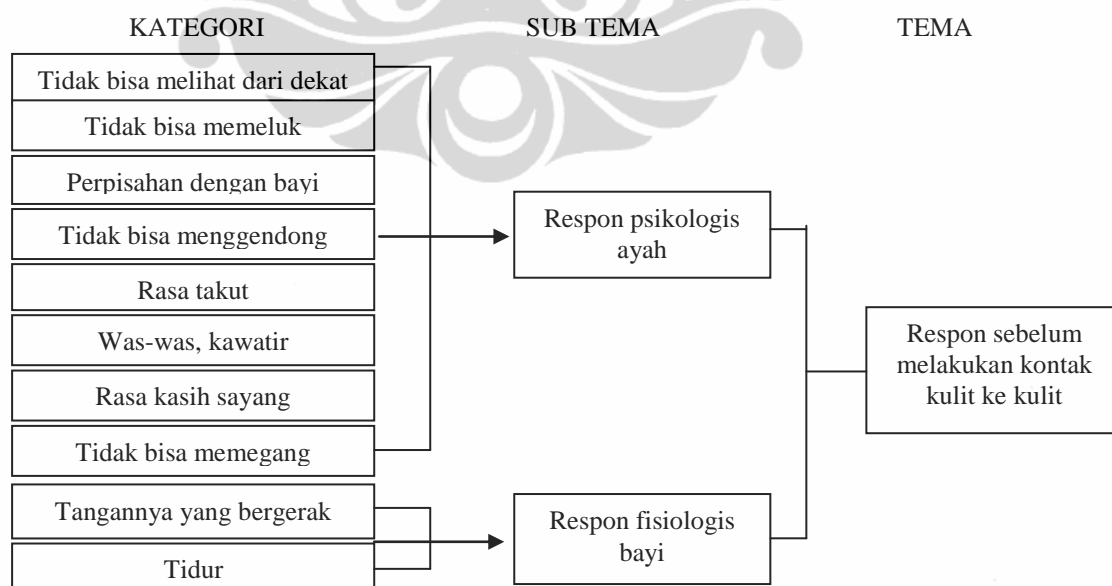 KATEGORI SUB TEMA TEMA
Tidak bisa melihat dari dekat
Tidak bisa memeluk
Perpisahan dengan bayi
Tidak bisa menggendong
Rasa takut
Was-was, kawatir
Rasa kasih sayang
Tidak bisa memegang
Tangannya yang bergerak
Tidur
Respon psikologis
ayah
Respon fisiologis
bayi
Respon sebelum
melakukan kontak
kulit ke kulit